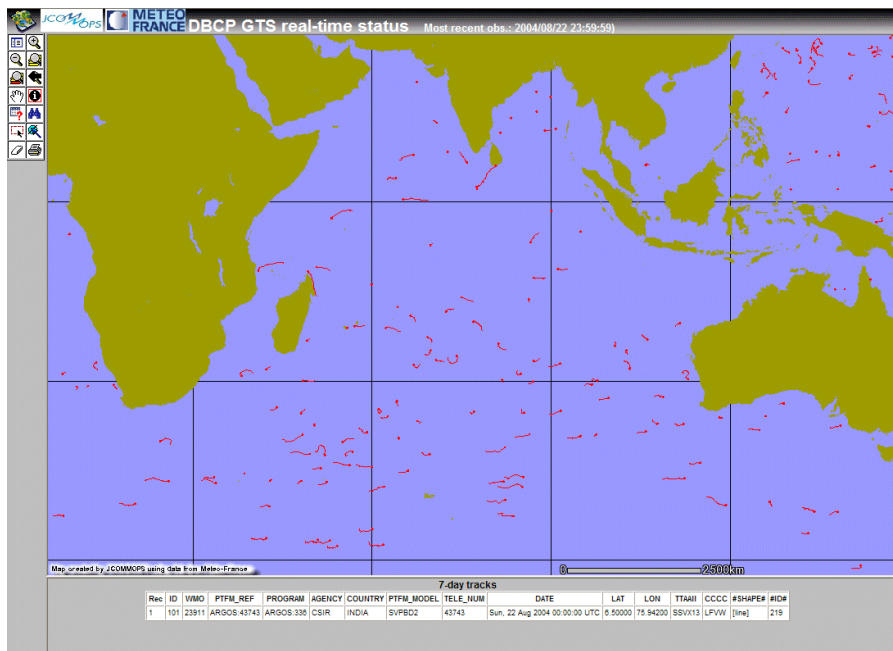 JCOMMOPS METEO FRANCE DBCP GTS real-time status Most recent obs.: 2004/08/22 23:59:59)
Map created by JCOMMOPS using data from Meteo-France
0 2500km
7-day tracks
Rec ID WMO PTFM_REF PROGRAM AGENCY COUNTRY PTFM_MODEL TELE_NUM DATE LAT LON TTAAII CCCC #SHAPE# #ID#
1 101 23911 ARGOS:43743 ARGOS:336 CSIR INDIA SVPBD2 43743 Sun, 22 Aug 2004 00:00:00 UTC 6.50000 75.94200 SSVX13 LFVW [line] 219